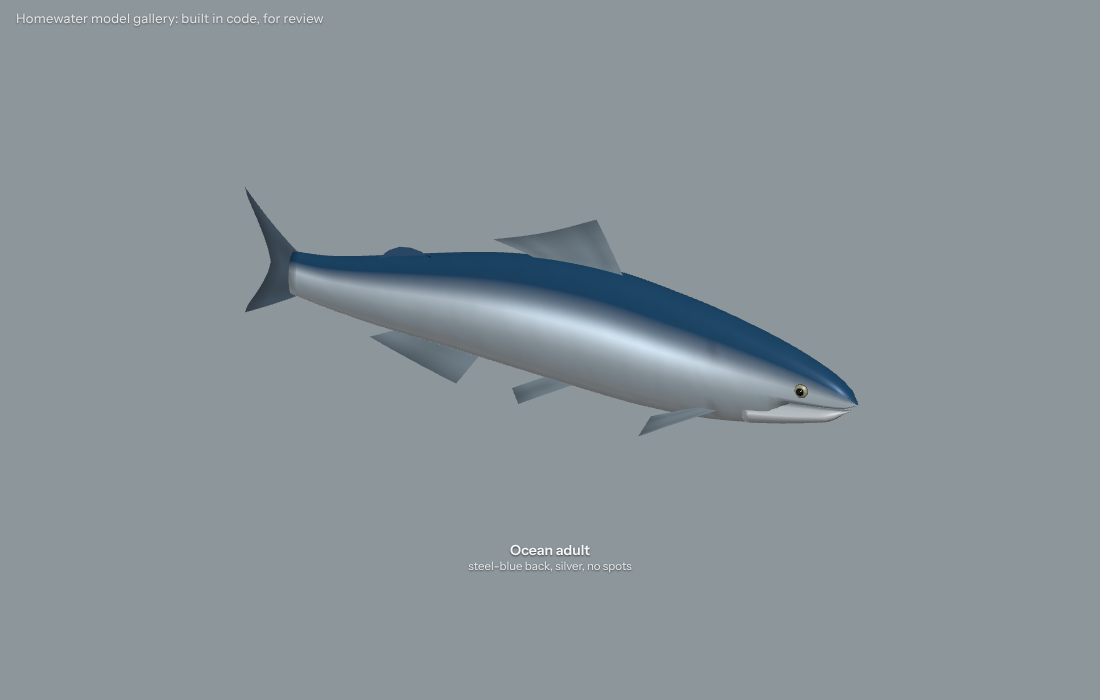 Homewater model gallery: built in code, for review
Ocean adult
steel-blue back, silver, no spots